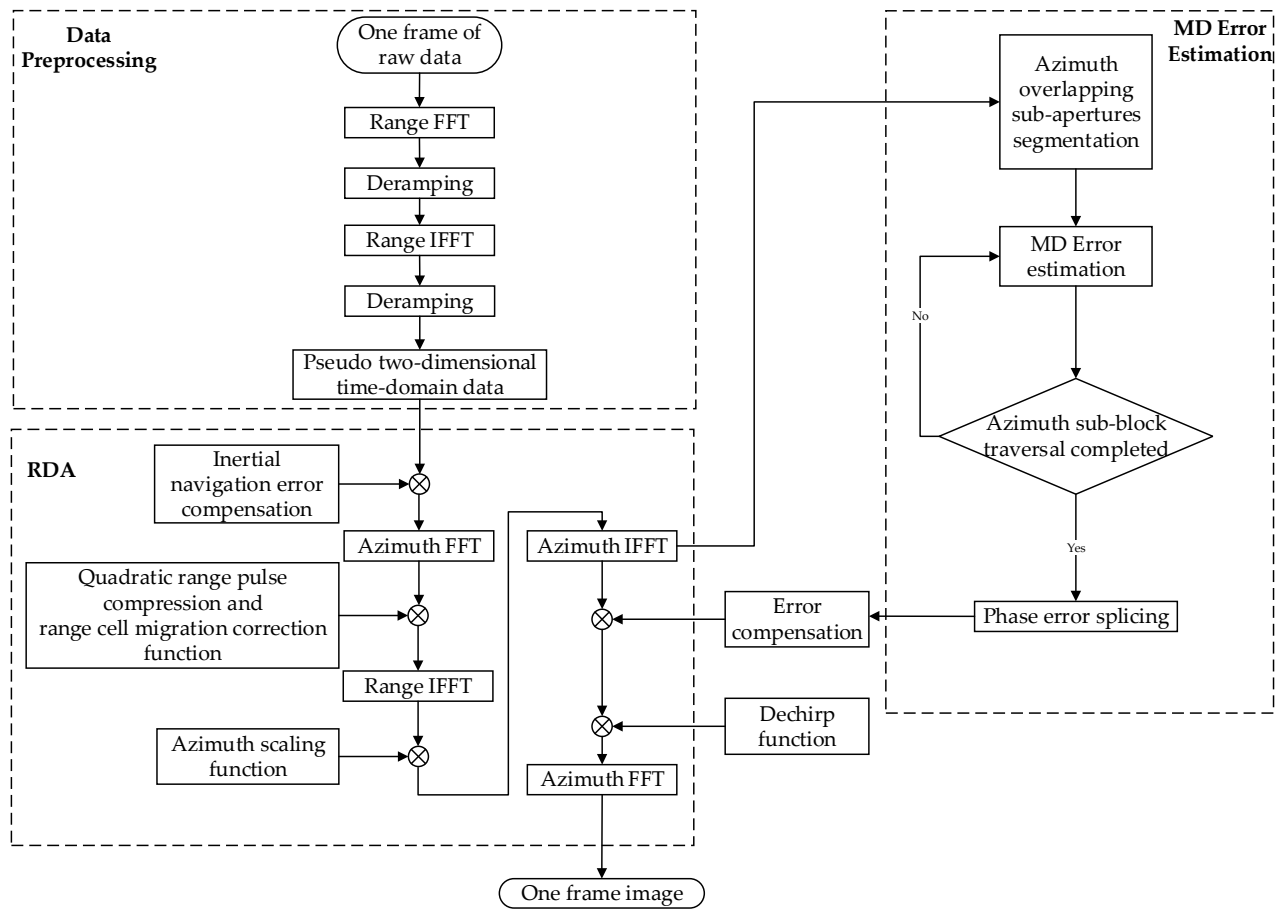 Data
Preprocessing
One frame of
raw data
Range FFT
Deramping
Range IFFT
Deramping
Pseudo two-dimensional
time-domain data
RDA
Inertial
navigation error
compensation
Azimuth FFT
Quadratic range pulse
compression and
range cell migration correction
function
Range IFFT
Azimuth scaling
function
Azimuth IFFT
Error
compensation
Dechirp
function
Azimuth FFT
One frame image
MD Error
Estimation
Azimuth
overlapping
sub-apertures
segmentation
MD Error
estimation
No
Azimuth sub-block
traversal completed
Yes
Phase error splicing